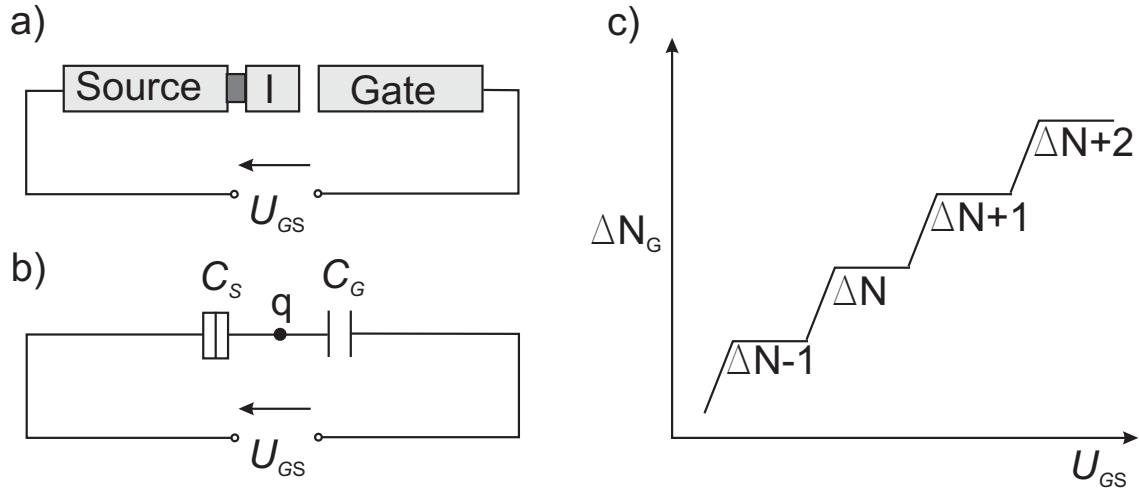 a)
Source I Gate
U_GS
b)
C_S q C_G
U_GS
c)
ΔN_G
ΔN+2
ΔN+1
ΔN
ΔN-1
U_GS